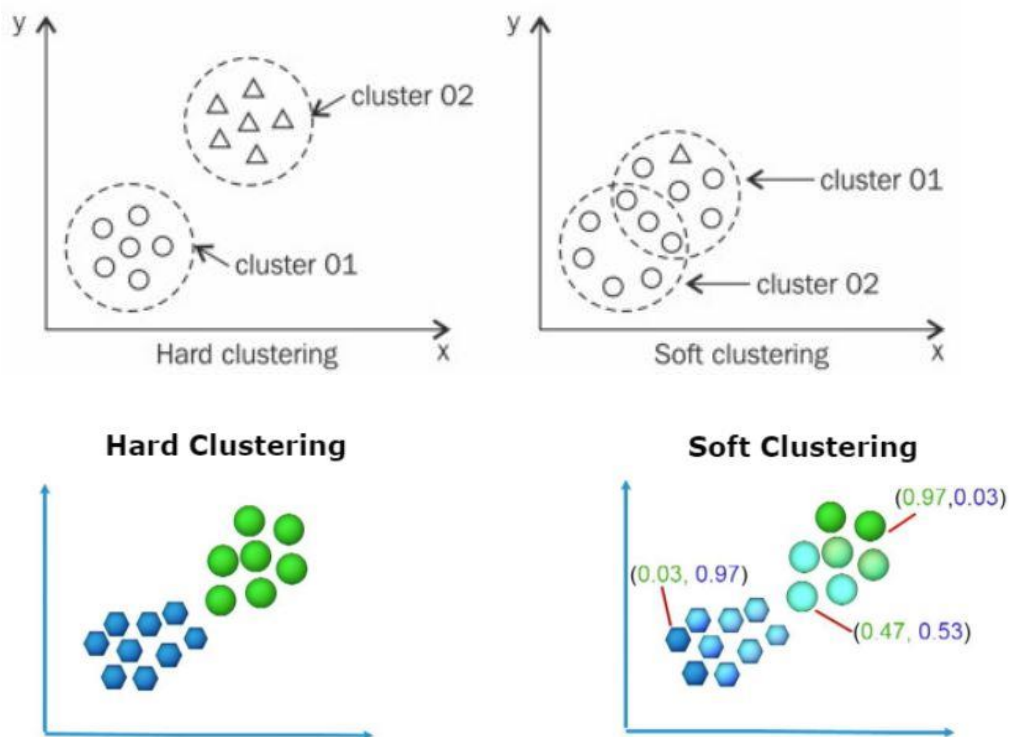 y
cluster 02
cluster 01
x
Hard clustering
y
cluster 01
cluster 02
x
Soft clustering
Hard Clustering
Soft Clustering
(0.97,0.03)
(0.03, 0.97)
(0.47, 0.53)